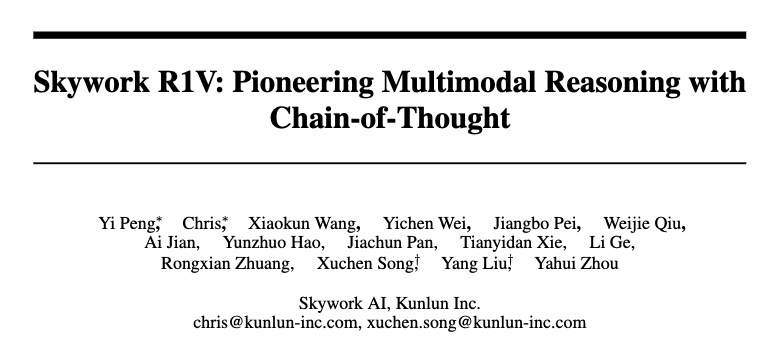 Skywork R1V: Pioneering Multimodal Reasoning with
Chain-of-Thought
Yi Peng,* Chris,* Xiaokun Wang, Yichen Wei, Jiangbo Pei, Weijie Qiu,
Ai Jian, Yunzhuo Hao, Jiachun Pan, Tianyidan Xie, Li Ge,
Rongxian Zhuang, Xuchen Song,† Yang Liu,† Yahui Zhou
Skywork AI, Kunlun Inc.
chris@kunlun-inc.com, xuchen.song@kunlun-inc.com